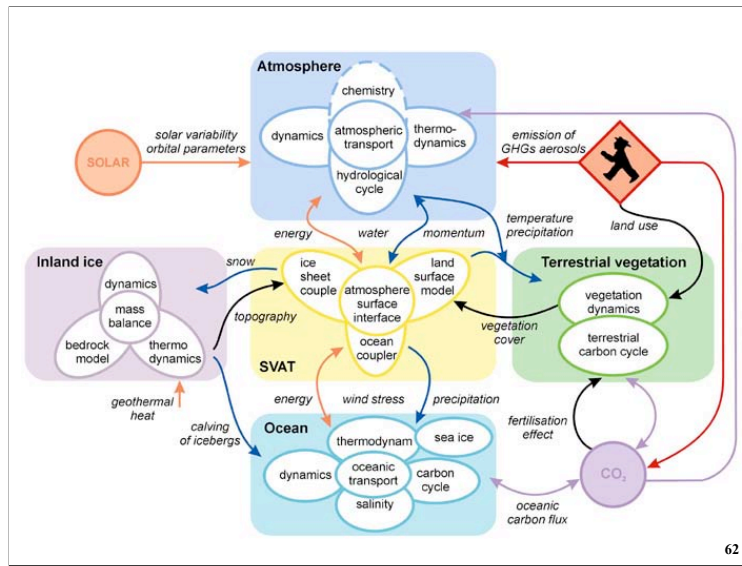 Atmosphere
chemistry
dynamics
atmospheric
transport
thermo-
dynamics
hydrological
cycle
solar variability
orbital parameters
SOLAR
emission of
GHGs aerosols
energy
water
momentum
temperature
precipitation
land use
Inland ice
dynamics
mass
balance
bedrock
model
thermo
dynamics
snow
topography
geothermal
heat
calving
of icebergs
ice
sheet
couple
land
surface
model
atmosphere
surface
interface
ocean
coupler
SVAT
Terrestrial vegetation
vegetation
dynamics
terrestrial
carbon cycle
vegetation
cover
energy
wind stress
precipitation
fertilisation
effect
Ocean
thermodynam
sea ice
dynamics
oceanic
transport
carbon
cycle
salinity
CO₂
oceanic
carbon flux
62